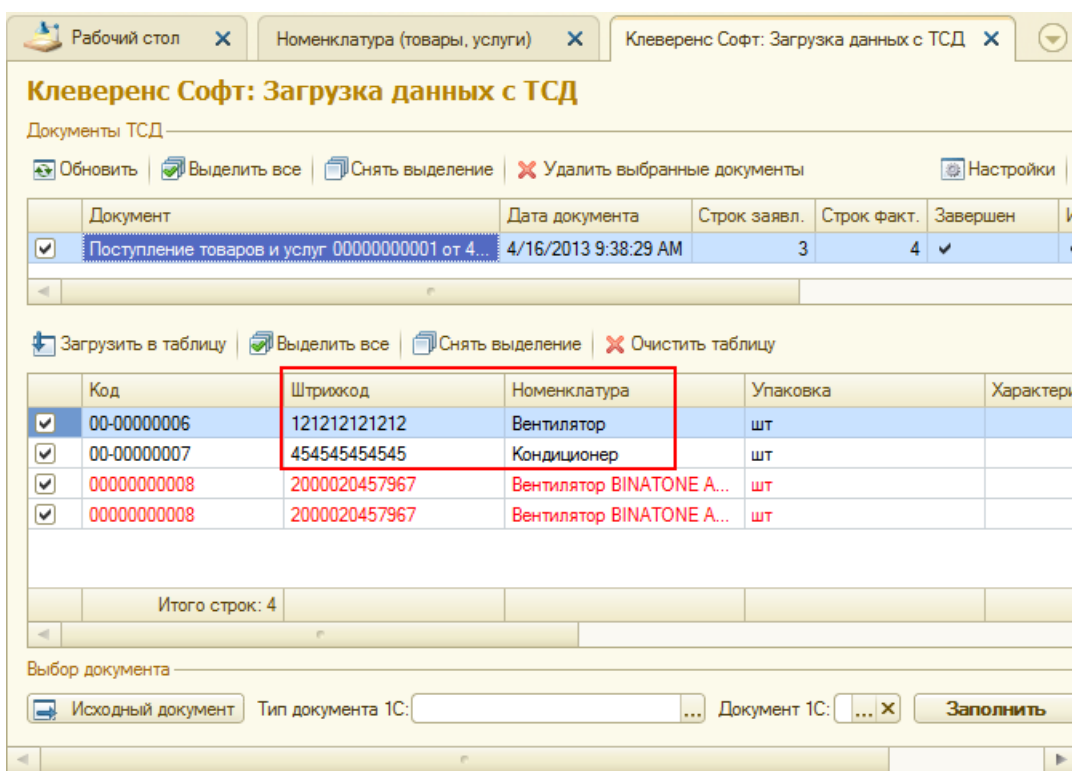 Рабочий стол Номенклатура (товары, услуги) Клеверенс Софт: Загрузка данных с ТСД
Клеверенс Софт: Загрузка данных с ТСД
Документы ТСД
Обновить Выделить все Снять выделение Удалить выбранные документы Настройки
Документ Дата документа Строк заявл. Строк факт. Завершен И
Поступление товаров и услуг 00000000001 от 4... 4/16/2013 9:38:29 AM 3 4
Загрузить в таблицу Выделить все Снять выделение Очистить таблицу
Код Штрихкод Номенклатура Упаковка Характери
00-00000006 121212121212 Вентилятор шт
00-00000007 454545454545 Кондиционер шт
00000000008 2000020457967 Вентилятор BINATONE A... шт
00000000008 2000020457967 Вентилятор BINATONE A... шт
Итого строк: 4
Выбор документа
Исходный документ Тип документа 1С: ... Документ 1С: ... Заполнить